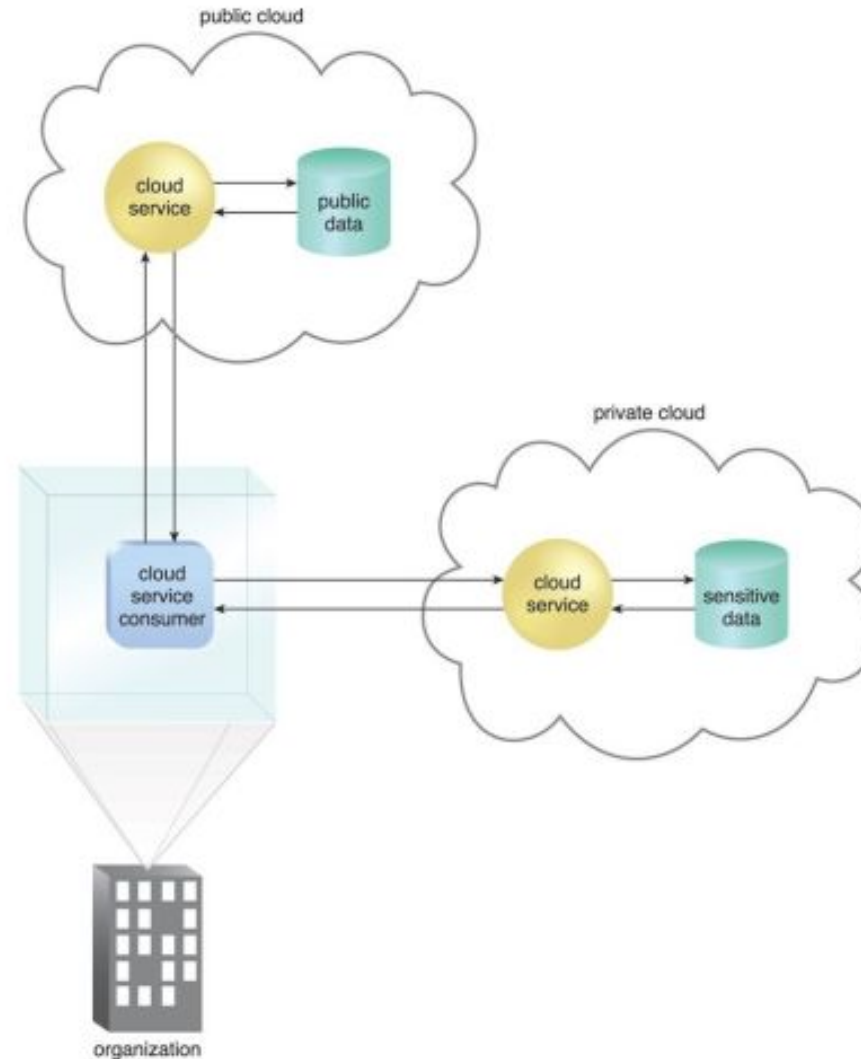 public cloud
cloud
service
public
data
private cloud
cloud
service
consumer
cloud
service
sensitive
data
organization